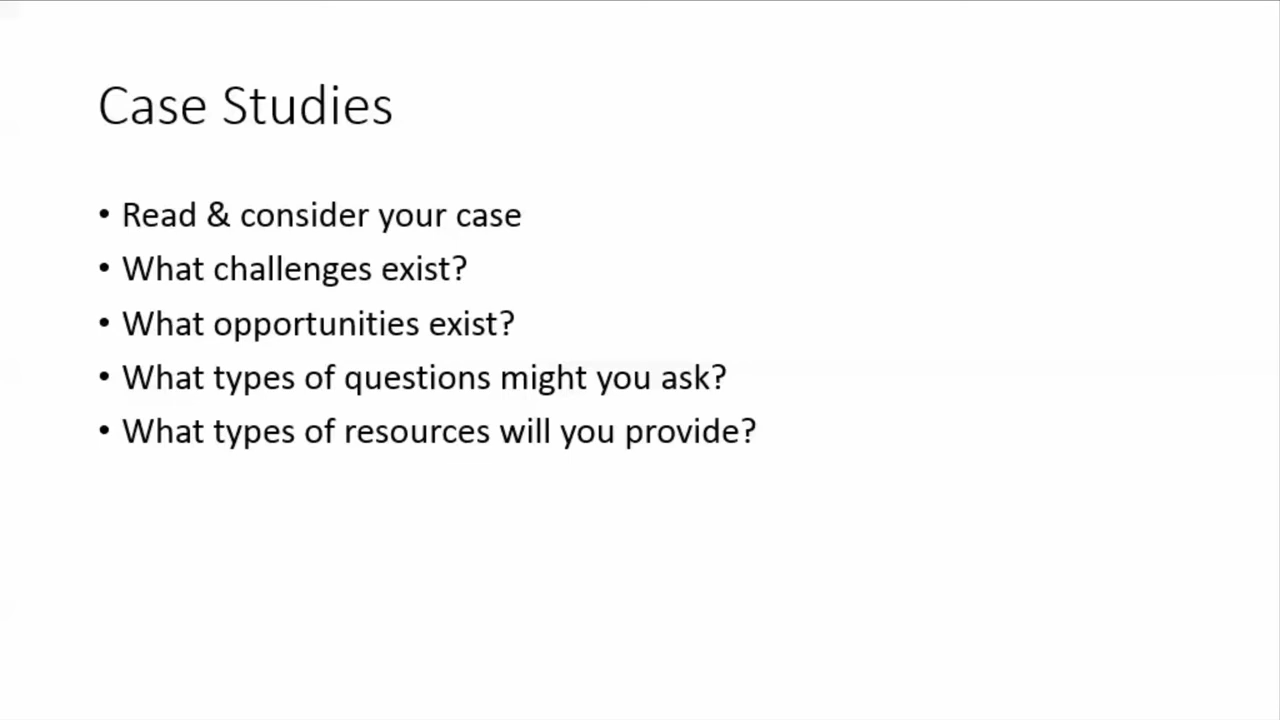 Case Studies
• Read & consider your case
• What challenges exist?
• What opportunities exist?
• What types of questions might you ask?
• What types of resources will you provide?